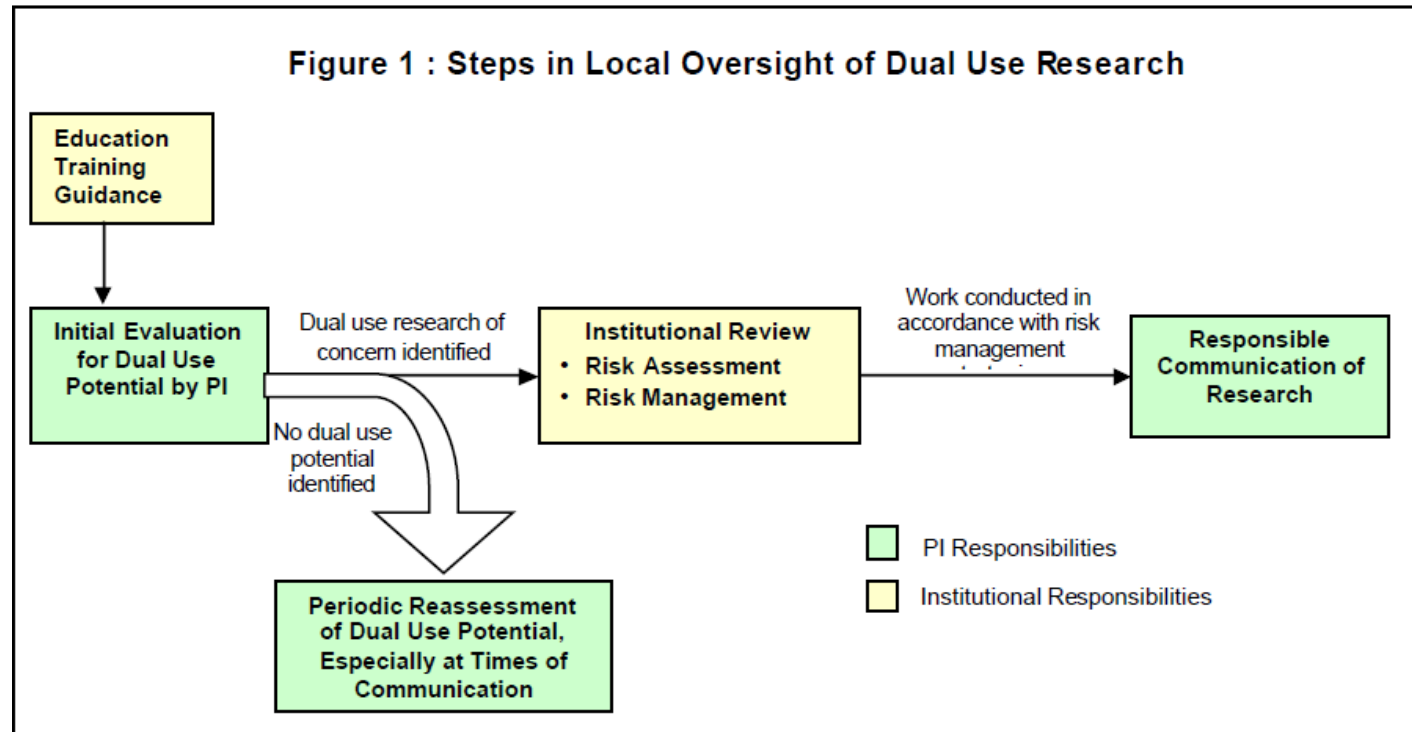 Figure 1 : Steps in Local Oversight of Dual Use Research
Education
Training
Guidance
Initial Evaluation
for Dual Use
Potential by PI
Dual use research of
concern identified
No dual use
potential
identified
Institutional Review
• Risk Assessment
• Risk Management
Work conducted in
accordance with risk
management
Responsible
Communication of
Research
Periodic Reassessment
of Dual Use Potential,
Especially at Times of
Communication
PI Responsibilities
Institutional Responsibilities